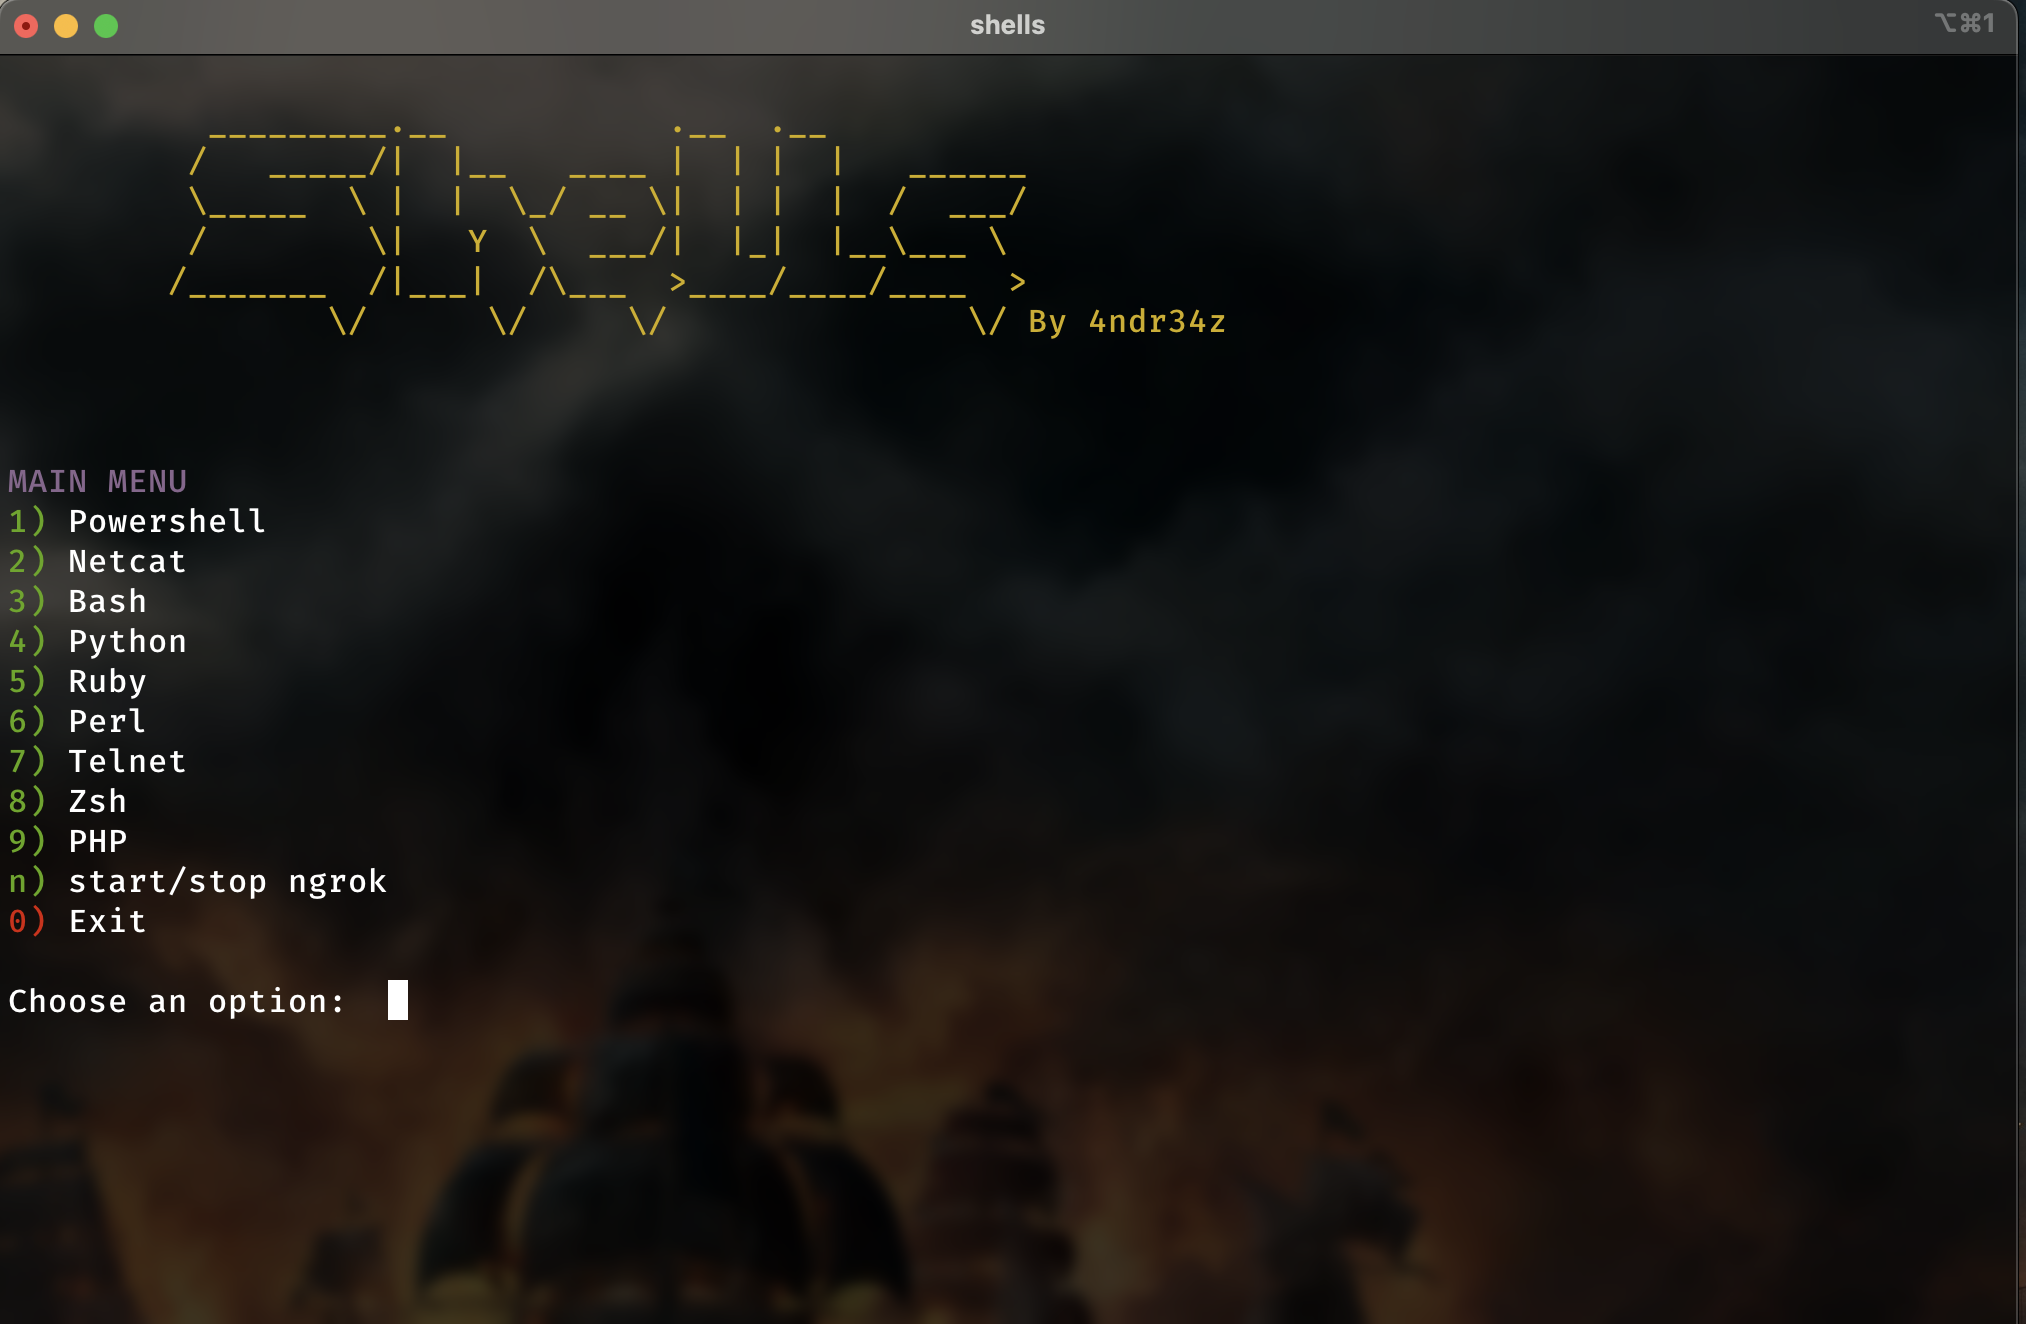 shells
⌥⌘1
Shells
By 4ndr34z
MAIN MENU
1) Powershell
2) Netcat
3) Bash
4) Python
5) Ruby
6) Perl
7) Telnet
8) Zsh
9) PHP
n) start/stop ngrok
0) Exit
Choose an option: